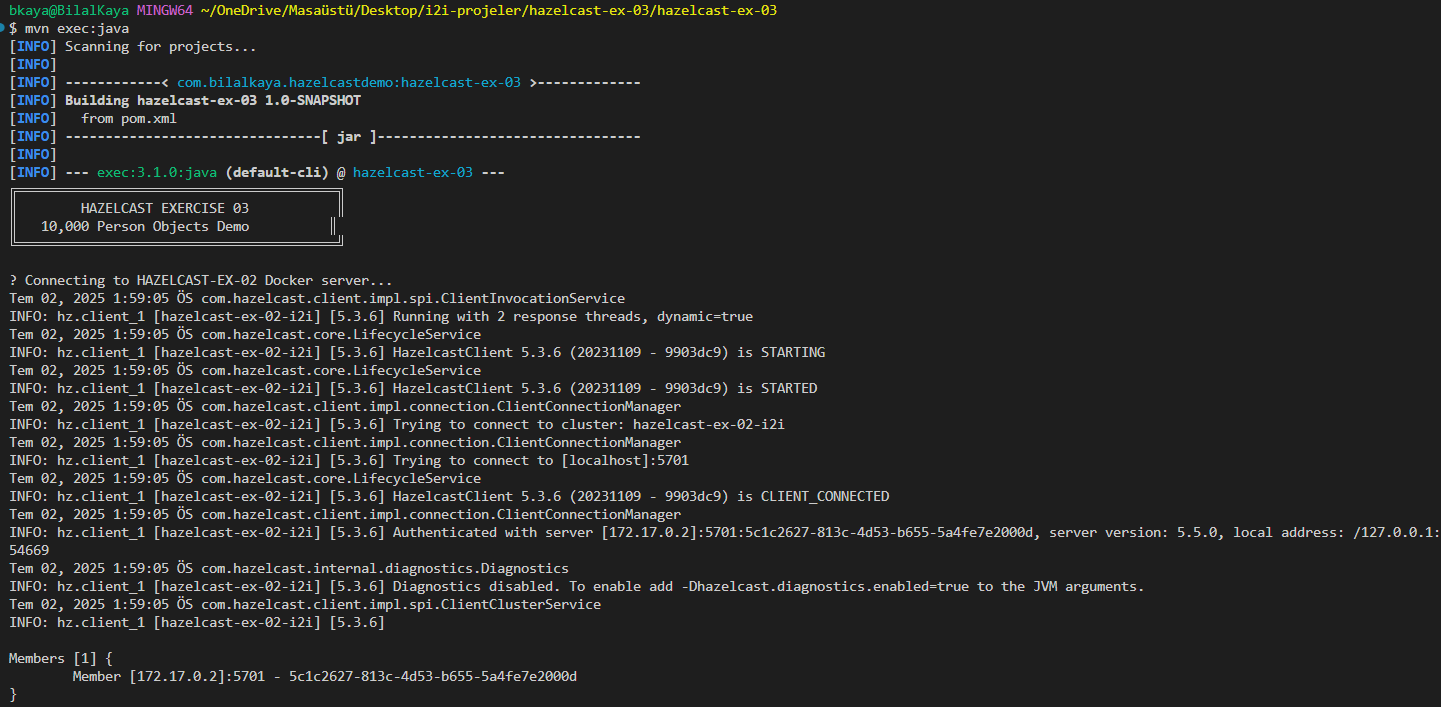 bkaya@BilalKaya MINGW64 ~/OneDrive/Masaüstü/Desktop/i2i-projeler/hazelcast-ex-03/hazelcast-ex-03
$ mvn exec:java
[INFO] Scanning for projects...
[INFO]
[INFO] ------------< com.bilalkaya.hazelcastdemo:hazelcast-ex-03 >-------------
[INFO] Building hazelcast-ex-03 1.0-SNAPSHOT
[INFO]   from pom.xml
[INFO] --------------------------------[ jar ]---------------------------------
[INFO]
[INFO] --- exec:3.1.0:java (default-cli) @ hazelcast-ex-03 ---
HAZELCAST EXERCISE 03
10,000 Person Objects Demo
? Connecting to HAZELCAST-EX-02 Docker server...
Tem 02, 2025 1:59:05 ÖS com.hazelcast.client.impl.spi.ClientInvocationService
INFO: hz.client_1 [hazelcast-ex-02-i2i] [5.3.6] Running with 2 response threads, dynamic=true
Tem 02, 2025 1:59:05 ÖS com.hazelcast.core.LifecycleService
INFO: hz.client_1 [hazelcast-ex-02-i2i] [5.3.6] HazelcastClient 5.3.6 (20231109 - 9903dc9) is STARTING
Tem 02, 2025 1:59:05 ÖS com.hazelcast.core.LifecycleService
INFO: hz.client_1 [hazelcast-ex-02-i2i] [5.3.6] HazelcastClient 5.3.6 (20231109 - 9903dc9) is STARTED
Tem 02, 2025 1:59:05 ÖS com.hazelcast.client.impl.connection.ClientConnectionManager
INFO: hz.client_1 [hazelcast-ex-02-i2i] [5.3.6] Trying to connect to cluster: hazelcast-ex-02-i2i
Tem 02, 2025 1:59:05 ÖS com.hazelcast.client.impl.connection.ClientConnectionManager
INFO: hz.client_1 [hazelcast-ex-02-i2i] [5.3.6] Trying to connect to [localhost]:5701
Tem 02, 2025 1:59:05 ÖS com.hazelcast.core.LifecycleService
INFO: hz.client_1 [hazelcast-ex-02-i2i] [5.3.6] HazelcastClient 5.3.6 (20231109 - 9903dc9) is CLIENT_CONNECTED
Tem 02, 2025 1:59:05 ÖS com.hazelcast.client.impl.connection.ClientConnectionManager
INFO: hz.client_1 [hazelcast-ex-02-i2i] [5.3.6] Authenticated with server [172.17.0.2]:5701:5c1c2627-813c-4d53-b655-5a4fe7e2000d, server version: 5.5.0, local address: /127.0.0.1:
54669
Tem 02, 2025 1:59:05 ÖS com.hazelcast.internal.diagnostics.Diagnostics
INFO: hz.client_1 [hazelcast-ex-02-i2i] [5.3.6] Diagnostics disabled. To enable add -Dhazelcast.diagnostics.enabled=true to the JVM arguments.
Tem 02, 2025 1:59:05 ÖS com.hazelcast.client.impl.spi.ClientClusterService
INFO: hz.client_1 [hazelcast-ex-02-i2i] [5.3.6]
Members [1] {
        Member [172.17.0.2]:5701 - 5c1c2627-813c-4d53-b655-5a4fe7e2000d
}